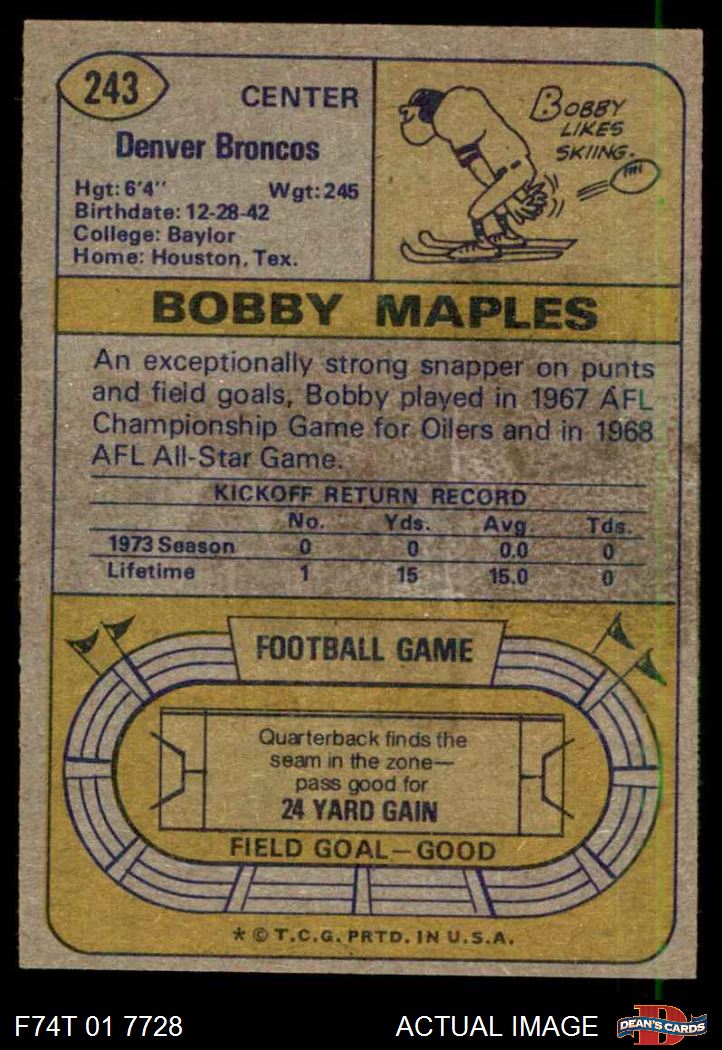 243
CENTER
Denver Broncos
Hgt: 6'4" Wgt: 245
Birthdate: 12-28-42
College: Baylor
Home: Houston, Tex.
BOBBY
LIKES
SKIING.
BOBBY MAPLES
An exceptionally strong snapper on punts
and field goals, Bobby played in 1967 AFL
Championship Game for Oilers and in 1968
AFL All-Star Game.
KICKOFF RETURN RECORD
No. Yds. Avg. Tds.
1973 Season 0 0 0.0 0
Lifetime 1 15 15.0 0
FOOTBALL GAME
Quarterback finds the
seam in the zone—
pass good for
24 YARD GAIN
FIELD GOAL—GOOD
* © T.C.G. PRTD. IN U.S.A.
F74T 01 7728 ACTUAL IMAGE
D
DEAN'S CARDS